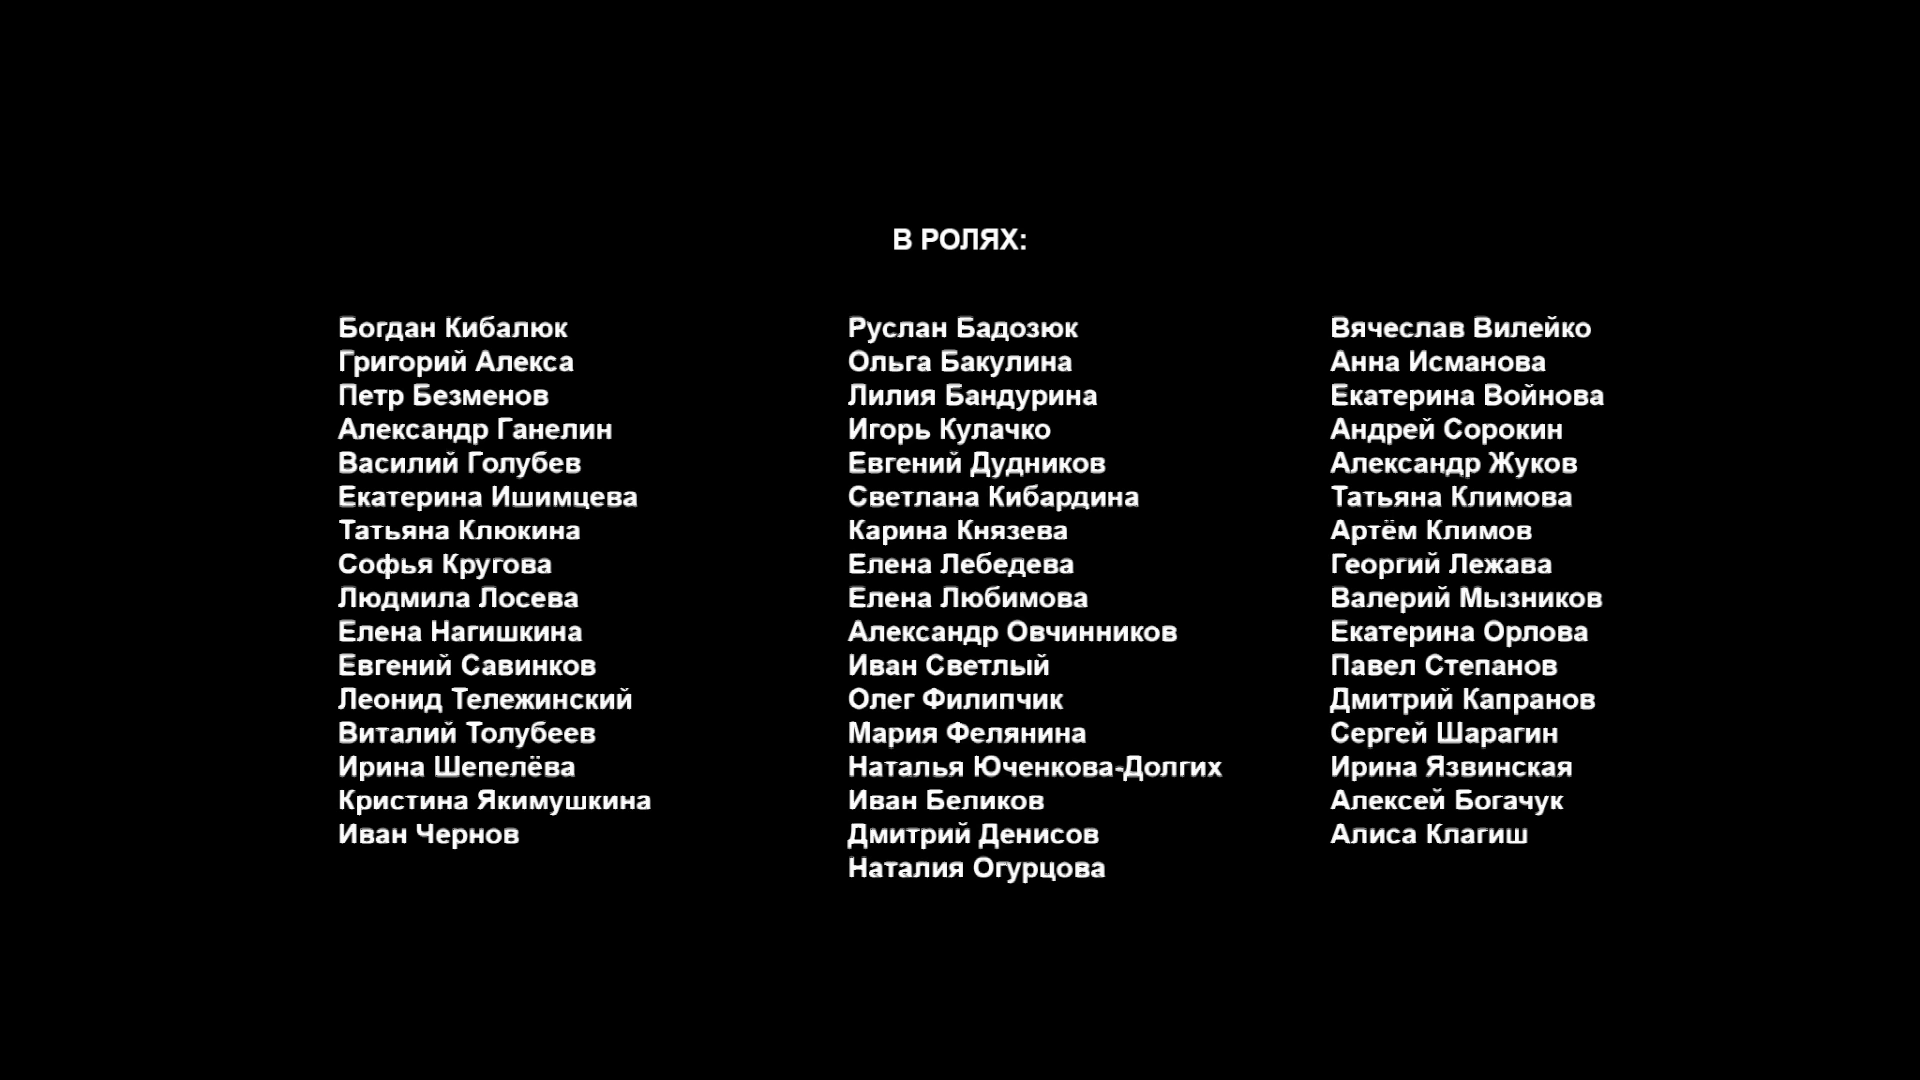 В РОЛЯХ:
Богдан Кибалюк
Григорий Алекса
Петр Безменов
Александр Ганелин
Василий Голубев
Екатерина Ишимцева
Татьяна Клюкина
Софья Кругова
Людмила Лосева
Елена Нагишкина
Евгений Савинков
Леонид Тележинский
Виталий Толубеев
Ирина Шепелёва
Кристина Якимушкина
Иван Чернов
Руслан Бадозюк
Ольга Бакулина
Лилия Бандурина
Игорь Кулачко
Евгений Дудников
Светлана Кибардина
Карина Князева
Елена Лебедева
Елена Любимова
Александр Овчинников
Иван Светлый
Олег Филипчик
Мария Фелянина
Наталья Юченкова-Долгих
Иван Беликов
Дмитрий Денисов
Наталия Огурцова
Вячеслав Вилейко
Анна Исманова
Екатерина Войнова
Андрей Сорокин
Александр Жуков
Татьяна Климова
Артём Климов
Георгий Лежава
Валерий Мызников
Екатерина Орлова
Павел Степанов
Дмитрий Капранов
Сергей Шарагин
Ирина Язвинская
Алексей Богачук
Алиса Клагиш